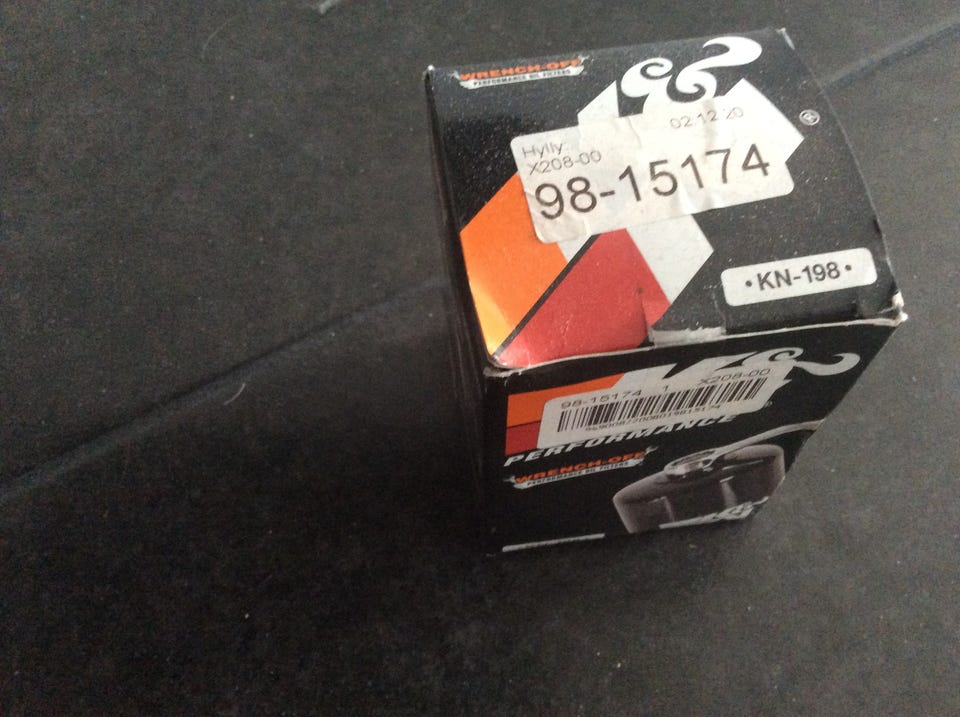 WRENCH-OFF
PERFORMANCE OIL FILTERS
&
®
02.12.20
Hylly:
X208-00
98-15174
•KN-198•
&
98-15174 1 X208-00
PERFORMANCE
WRENCH-OFF
PERFORMANCE OIL FILTERS